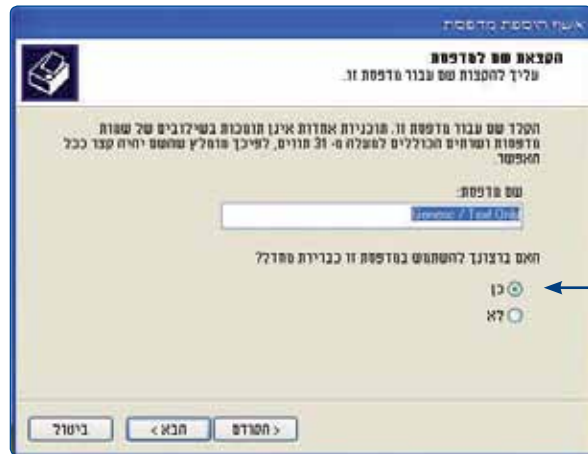 אשף הוספת מדפסת
הקצאת שם למדפסת
עליך להקצות שם עבור מדפסת זו.
הקלד שם עבור מדפסת זו. תוכניות אחדות אינן תומכות בשילובים של שמות
מדפסות ושרתים הכוללים למעלה מ- 31 תווים, לפיכך מומלץ שהשם יהיה קצר ככל
האפשר.
שם מדפסת:
Generic / Text Only
האם ברצונך להשתמש במדפסת זו כברירת מחדל?
כן
לא
< הקודם
הבא >
ביטול